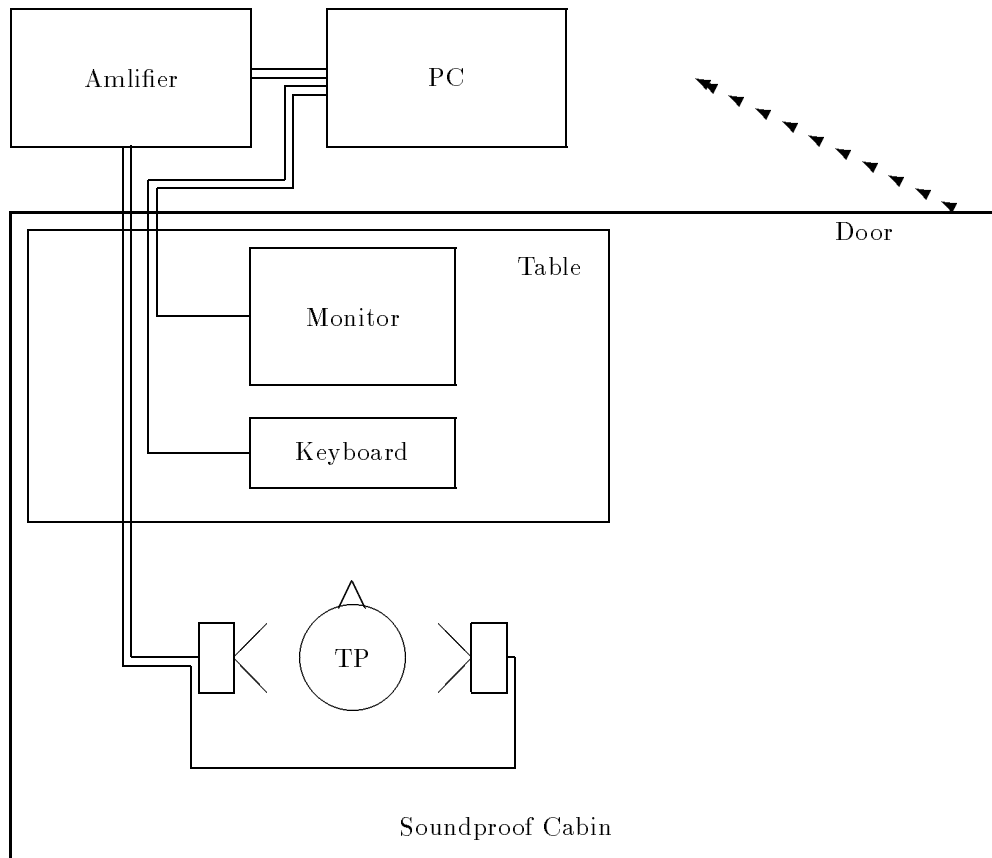 Amlifier
PC
Door
Table
Monitor
Keyboard
TP
Soundproof Cabin